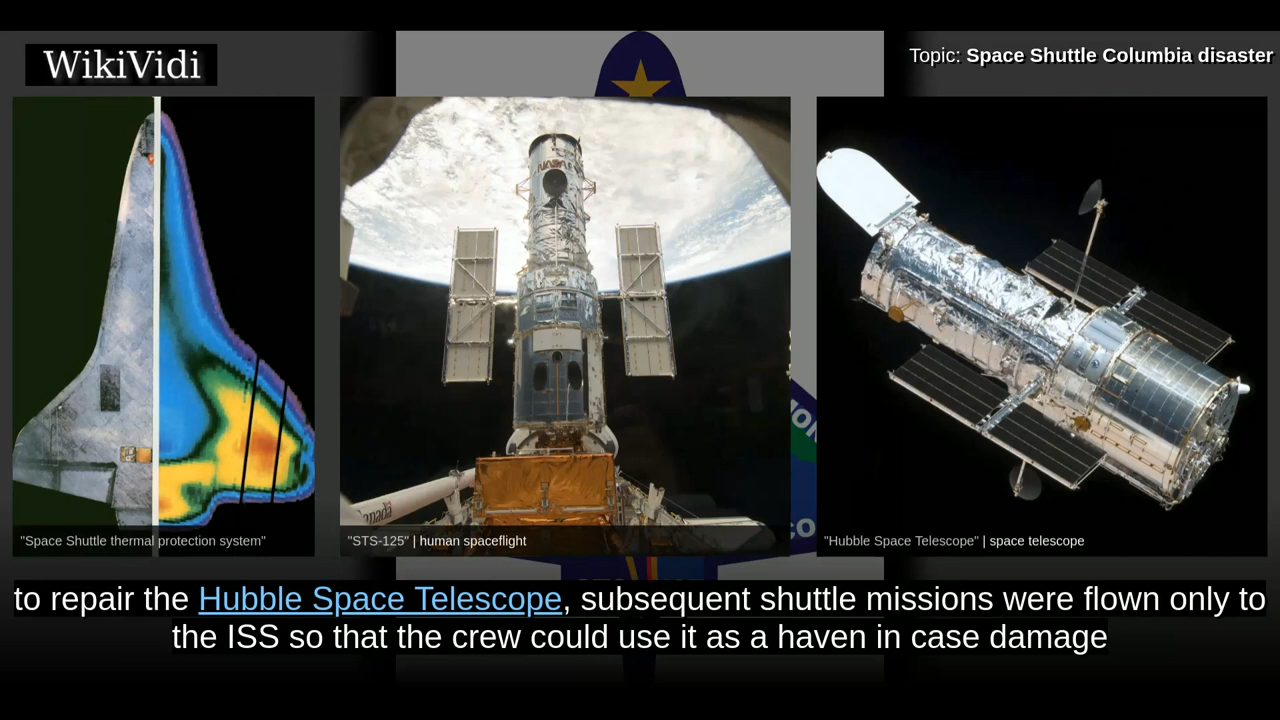 WikiVidi
Topic: Space Shuttle Columbia disaster
NASA
Canada
"Space Shuttle thermal protection system"
"STS-125" | human spaceflight
"Hubble Space Telescope" | space telescope
to repair the Hubble Space Telescope, subsequent shuttle missions were flown only to
the ISS so that the crew could use it as a haven in case damage